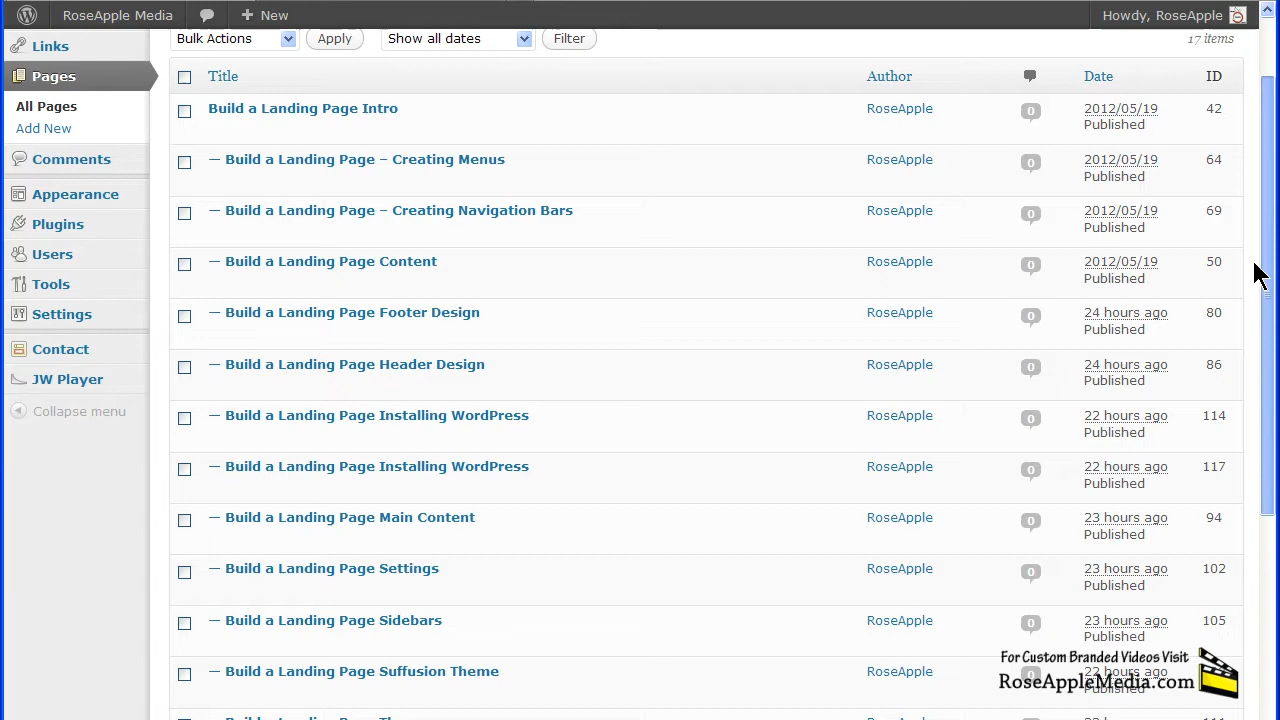 RoseApple Media
New
Howdy, RoseApple
Links
Pages
All Pages
Add New
Comments
Appearance
Plugins
Users
Tools
Settings
Contact
JW Player
Collapse menu
Bulk Actions Apply Show all dates Filter 17 items
Title Author Date ID
Build a Landing Page Intro RoseApple 0 2012/05/19 42
Published
— Build a Landing Page – Creating Menus RoseApple 0 2012/05/19 64
Published
— Build a Landing Page – Creating Navigation Bars RoseApple 0 2012/05/19 69
Published
— Build a Landing Page Content RoseApple 0 2012/05/19 50
Published
— Build a Landing Page Footer Design RoseApple 0 24 hours ago 80
Published
— Build a Landing Page Header Design RoseApple 0 24 hours ago 86
Published
— Build a Landing Page Installing WordPress RoseApple 0 22 hours ago 114
Published
— Build a Landing Page Installing WordPress RoseApple 0 22 hours ago 117
Published
— Build a Landing Page Main Content RoseApple 0 23 hours ago 94
Published
— Build a Landing Page Settings RoseApple 0 23 hours ago 102
Published
— Build a Landing Page Sidebars RoseApple 0 23 hours ago 105
Published
— Build a Landing Page Suffusion Theme RoseApple 0 22 hours ago
Published
For Custom Branded Videos Visit
RoseAppleMedia.com